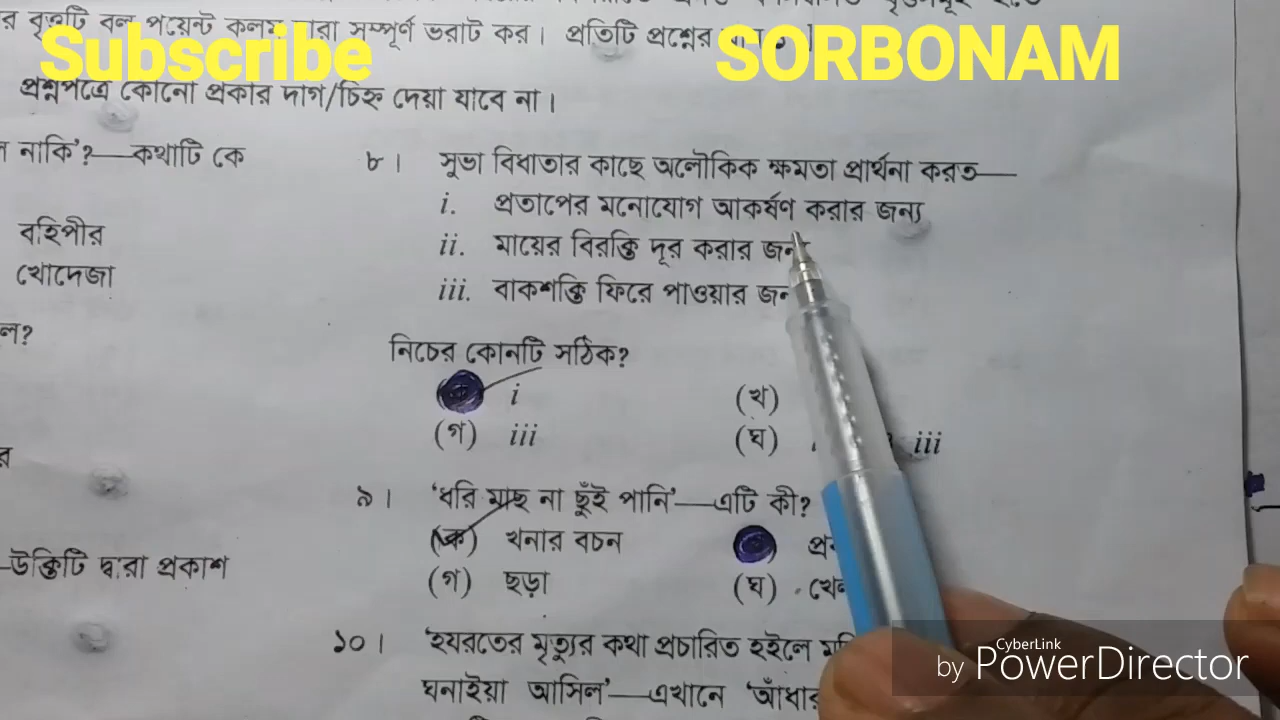 Subscribe
SORBONAM
র বৃত্তটি বল পয়েন্ট কলম দ্বারা সম্পূর্ণ ভরাট কর। প্রতিটি প্রশ্নের
প্রশ্নপত্রে কোনো প্রকার দাগ/চিহ্ন দেয়া যাবে না।
নাকি'?—কথাটি কে
বহিপীর
খোদেজা
ল?
র
উক্তিটি দ্বারা প্রকাশ
৮। সুভা বিধাতার কাছে অলৌকিক ক্ষমতা প্রার্থনা করত—
i. প্রতাপের মনোযোগ আকর্ষণ করার জন্য
ii. মায়ের বিরক্তি দূর করার
iii. বাকশক্তি ফিরে পাওয়ার
নিচের কোনটি সঠিক?
(ক) i (খ)
(গ) iii (ঘ) iii
৯। 'ধরি মাছ না ছুঁই পানি'—এটি কী?
(ক) খনার বচন
(গ) ছড়া (ঘ)
১০। 'হযরতের মৃত্যুর কথা প্রচারিত হইলে
ঘনাইয়া আসিল'—এখানে 'আঁধার
CyberLink
by PowerDirector